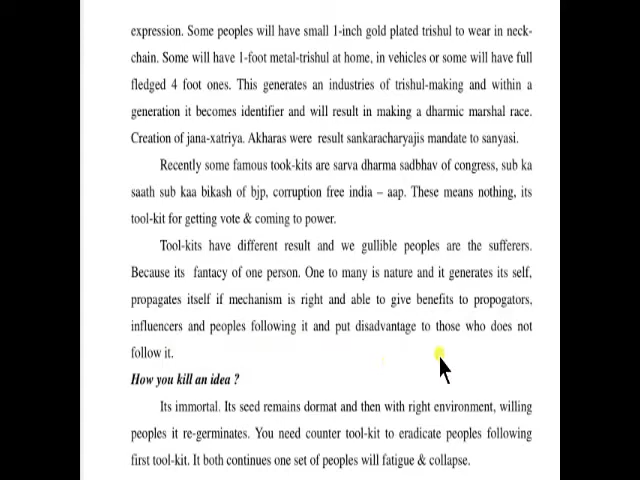 expression. Some peoples will have small 1-inch gold plated trishul to wear in neck-
chain. Some will have 1-foot metal-trishul at home, in vehicles or some will have full
fledged 4 foot ones. This generates an industries of trishul-making and within a
generation it becomes identifier and will result in making a dharmic marshal race.
Creation of jana-xatriya. Akharas were result sankaracharyajis mandate to sanyasi.
Recently some famous took-kits are sarva dharma sadbhav of congress, sub ka
saath sub kaa bikash of bjp, corruption free india – aap. These means nothing, its
tool-kit for getting vote & coming to power.
Tool-kits have different result and we gullible peoples are the sufferers.
Because its fantacy of one person. One to many is nature and it generates its self,
propagates itself if mechanism is right and able to give benefits to propogators,
influencers and peoples following it and put disadvantage to those who does not
follow it.
How you kill an idea ?
Its immortal. Its seed remains dormat and then with right environment, willing
peoples it re-germinates. You need counter tool-kit to eradicate peoples following
first tool-kit. It both continues one set of peoples will fatigue & collapse.